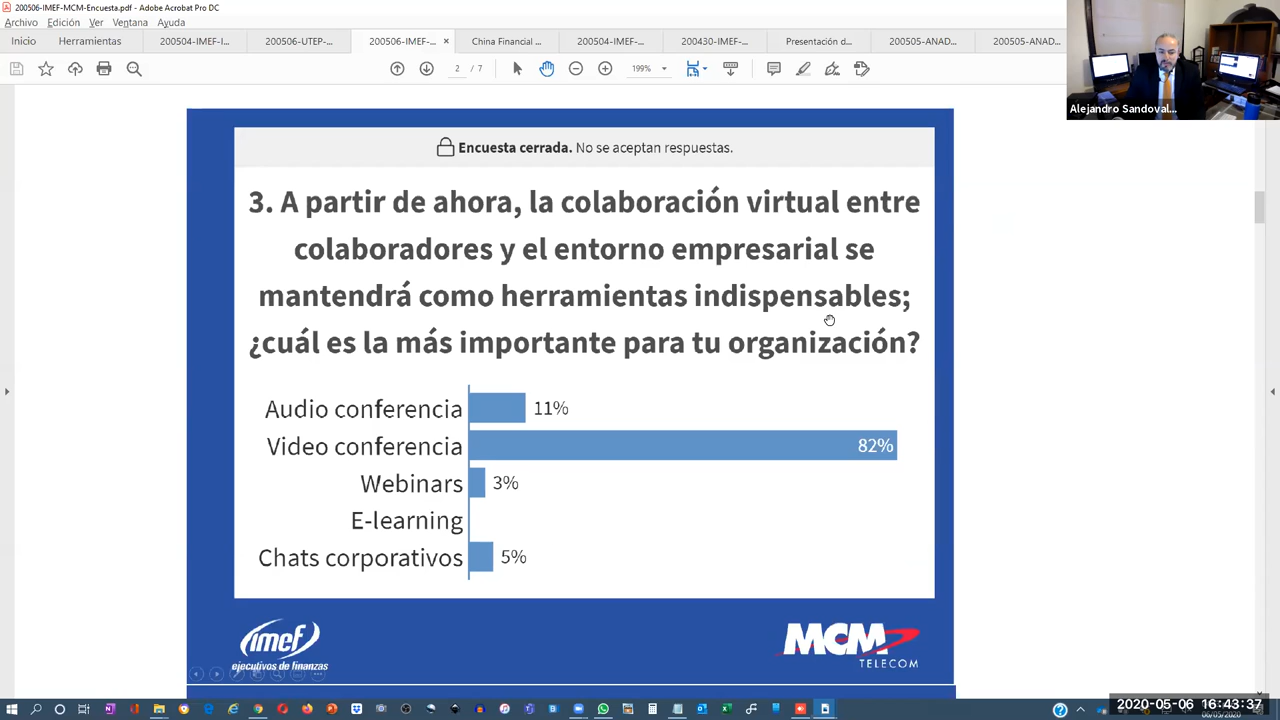 200506-IMEF-MCM-Encuesta.pdf - Adobe Acrobat Pro DC
Archivo Edición Ver Ventana Ayuda
Inicio Herramientas 200504-IMEF-I... 200506-UTEP-... 200506-IMEF-... × China Financial ... 200504-IMEF-... 200430-IMEF-... Presentación d... 200505-ANAD... 200505-ANAD...
2 / 7 199%
Alejandro Sandoval...
Encuesta cerrada. No se aceptan respuestas.
3. A partir de ahora, la colaboración virtual entre
colaboradores y el entorno empresarial se
mantendrá como herramientas indispensables;
¿cuál es la más importante para tu organización?
Audio conferencia 11%
Video conferencia 82%
Webinars 3%
E-learning
Chats corporativos 5%
imef
ejecutivos de finanzas
MCM
TELECOM
2020-05-06 16:43:37
06/05/2020